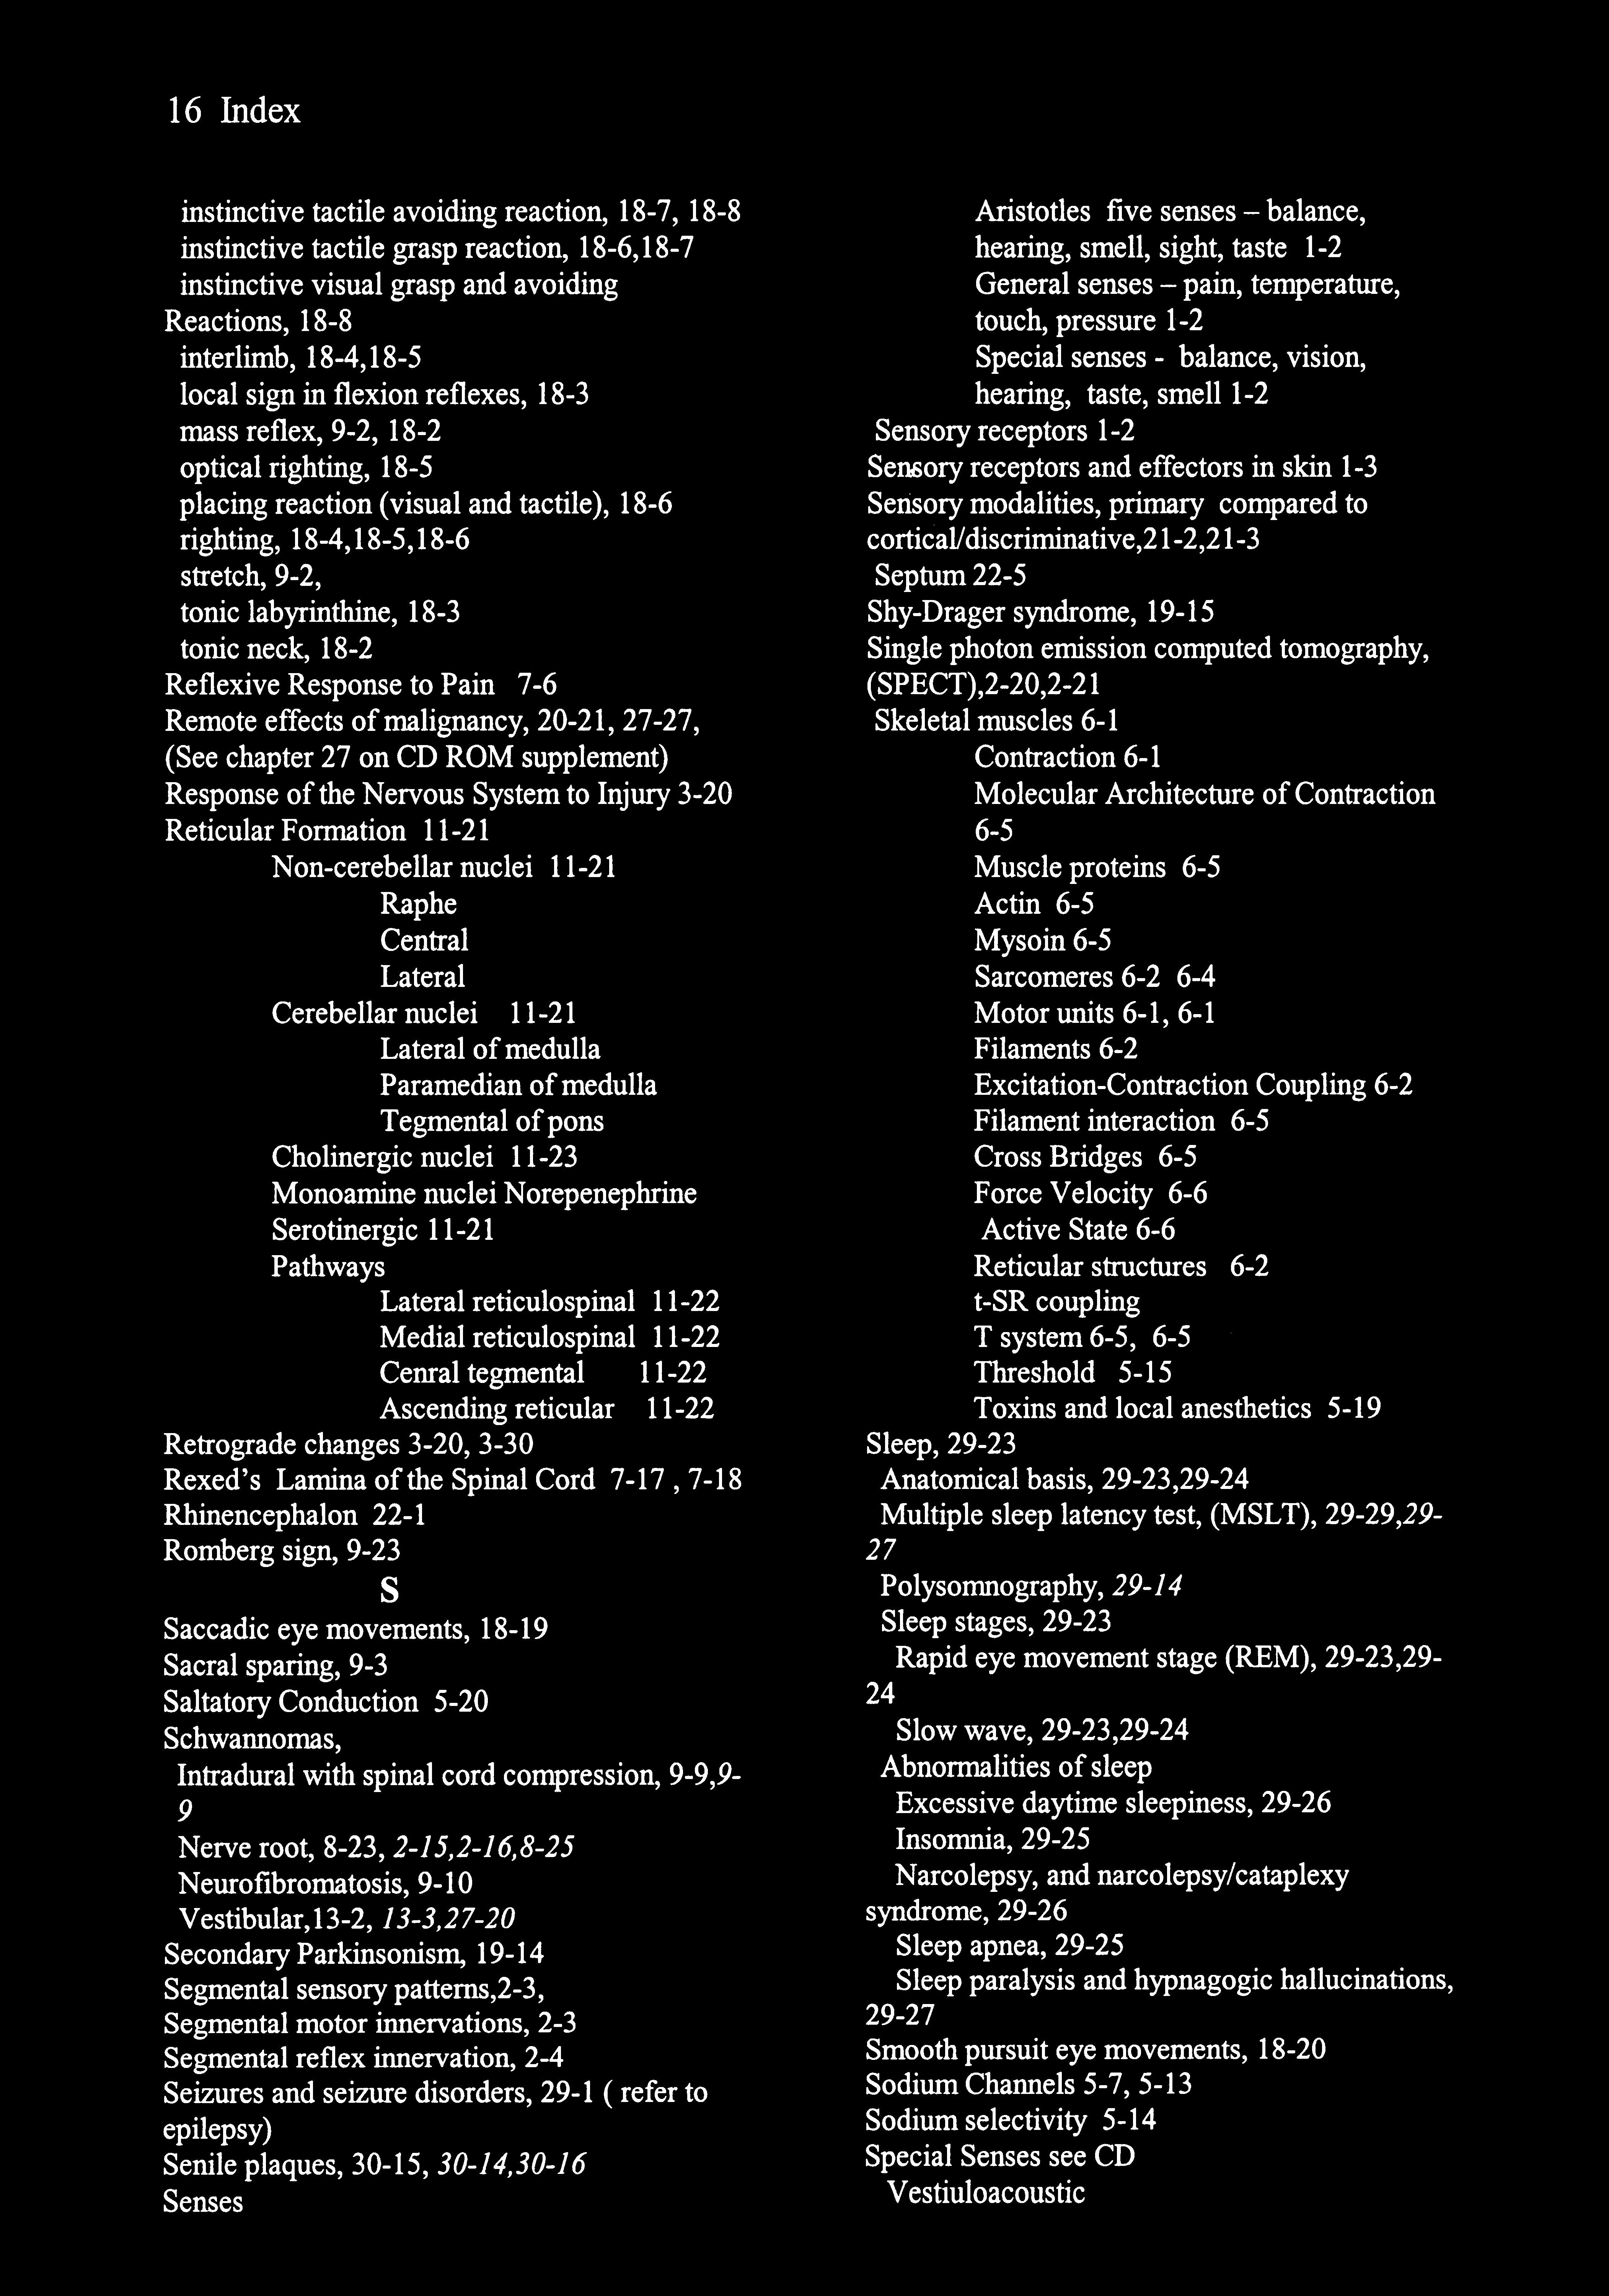 16 Index
instinctive tactile avoiding reaction, 18-7, 18-8
instinctive tactile grasp reaction, 18-6,18-7
instinctive visual grasp and avoiding
Reactions, 18-8
interlimb, 18-4,18-5
local sign in flexion reflexes, 18-3
mass reflex, 9-2, 18-2
optical righting, 18-5
placing reaction (visual and tactile), 18-6
righting, 18-4,18-5,18-6
stretch, 9-2,
tonic labyrinthine, 18-3
tonic neck, 18-2
Reflexive Response to Pain 7-6
Remote effects of malignancy, 20-21, 27-27,
(See chapter 27 on CD ROM supplement)
Response of the Nervous System to Injury 3-20
Reticular Formation 11-21
Non-cerebellar nuclei 11-21
Raphe
Central
Lateral
Cerebellar nuclei 11-21
Lateral of medulla
Paramedian of medulla
Tegmental of pons
Cholinergic nuclei 11-23
Monoamine nuclei Norepenephrine
Serotinergic 11-21
Pathways
Lateral reticulospinal 11-22
Medial reticulospinal 11-22
Cenral tegmental 11-22
Ascending reticular 11-22
Retrograde changes 3-20, 3-30
Rexed's Lamina of the Spinal Cord 7-17 , 7-18
Rhinencephalon 22-1
Romberg sign, 9-23
S
Saccadic eye movements, 18-19
Sacral sparing, 9-3
Saltatory Conduction 5-20
Schwannomas,
Intradural with spinal cord compression, 9-9,9-
9
Nerve root, 8-23, 2-15,2-16,8-25
Neurofibromatosis, 9-10
Vestibular,13-2, 13-3,27-20
Secondary Parkinsonism, 19-14
Segmental sensory patterns,2-3,
Segmental motor innervations, 2-3
Segmental reflex innervation, 2-4
Seizures and seizure disorders, 29-1 ( refer to
epilepsy)
Senile plaques, 30-15, 30-14,30-16
Senses
Aristotles five senses – balance,
hearing, smell, sight, taste 1-2
General senses – pain, temperature,
touch, pressure 1-2
Special senses - balance, vision,
hearing, taste, smell 1-2
Sensory receptors 1-2
Sensory receptors and effectors in skin 1-3
Sensory modalities, primary compared to
cortical/discriminative,21-2,21-3
Septum 22-5
Shy-Drager syndrome, 19-15
Single photon emission computed tomography,
(SPECT),2-20,2-21
Skeletal muscles 6-1
Contraction 6-1
Molecular Architecture of Contraction
6-5
Muscle proteins 6-5
Actin 6-5
Mysoin 6-5
Sarcomeres 6-2 6-4
Motor units 6-1, 6-1
Filaments 6-2
Excitation-Contraction Coupling 6-2
Filament interaction 6-5
Cross Bridges 6-5
Force Velocity 6-6
Active State 6-6
Reticular structures 6-2
t-SR coupling
T system 6-5, 6-5
Threshold 5-15
Toxins and local anesthetics 5-19
Sleep, 29-23
Anatomical basis, 29-23,29-24
Multiple sleep latency test, (MSLT), 29-29,29-
27
Polysomnography, 29-14
Sleep stages, 29-23
Rapid eye movement stage (REM), 29-23,29-
24
Slow wave, 29-23,29-24
Abnormalities of sleep
Excessive daytime sleepiness, 29-26
Insomnia, 29-25
Narcolepsy, and narcolepsy/cataplexy
syndrome, 29-26
Sleep apnea, 29-25
Sleep paralysis and hypnagogic hallucinations,
29-27
Smooth pursuit eye movements, 18-20
Sodium Channels 5-7, 5-13
Sodium selectivity 5-14
Special Senses see CD
Vestiuloacoustic